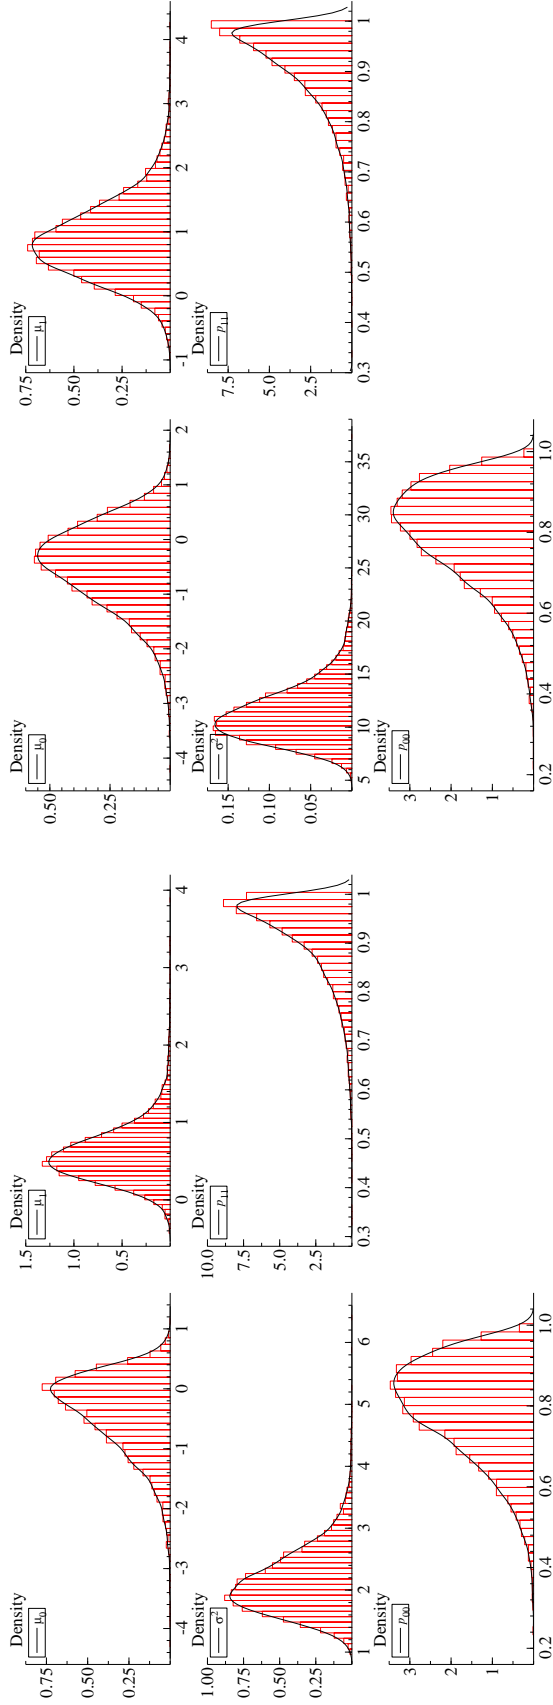 Density
μ0
0.75
0.50
0.25
-4 -3 -2 -1 0 1
Density
μ1
1.5
1.0
0.5
0 1 2 3 4
Density
σ²
1.00
0.75
0.50
0.25
1 2 3 4 5 6
Density
p11
10.0
7.5
5.0
2.5
0.3 0.4 0.5 0.6 0.7 0.8 0.9 1
Density
p00
3
2
1
0.2 0.4 0.6 0.8 1.0
Density
μ0
0.50
0.25
-4 -3 -2 -1 0 1 2
Density
μ1
0.75
0.50
0.25
-1 0 1 2 3 4
Density
σ²
0.15
0.10
0.05
5 10 15 20 25 30 35
Density
p11
7.5
5.0
2.5
0.3 0.4 0.5 0.6 0.7 0.8 0.9 1
Density
p00
3
2
1
0.2 0.4 0.6 0.8 1.0